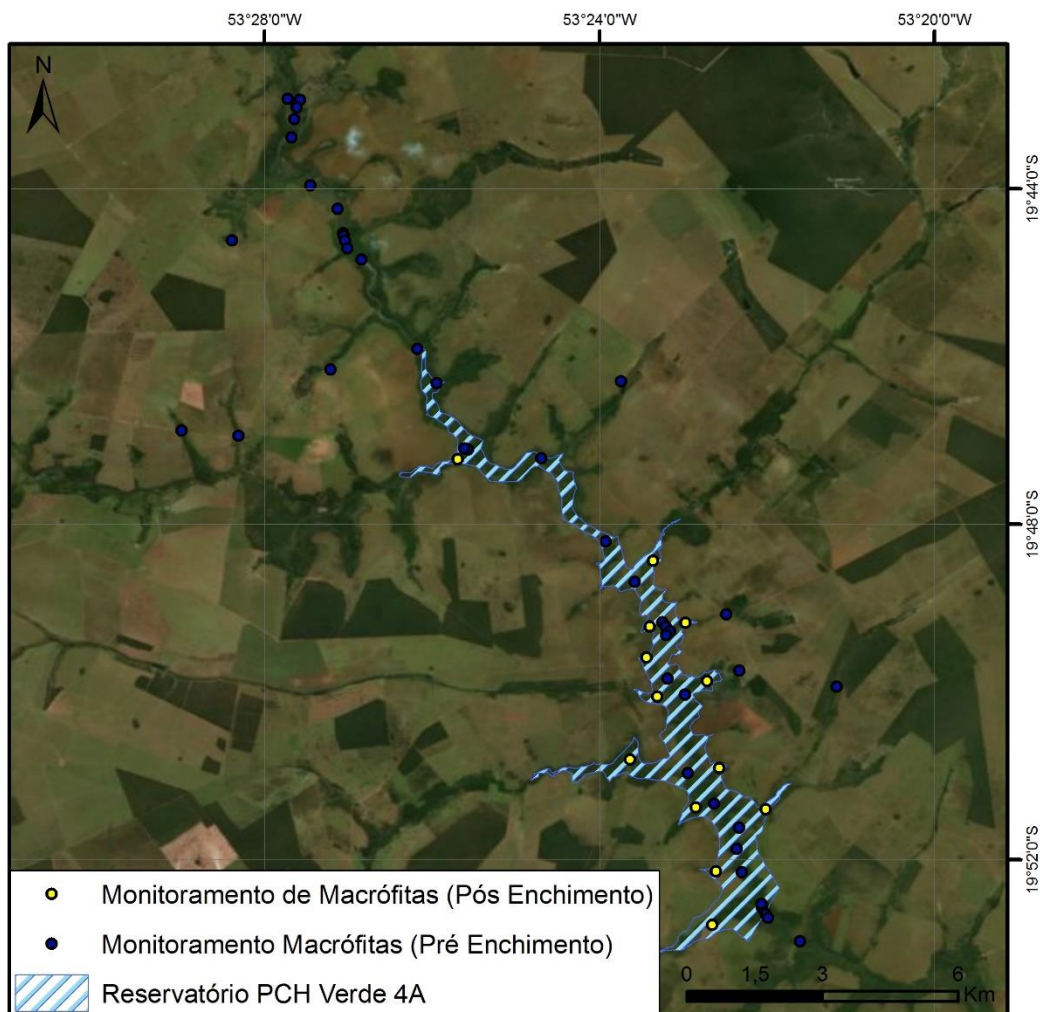 53°28'0"W 53°24'0"W 53°20'0"W
N
19°44'0"S
19°48'0"S
19°52'0"S
Monitoramento de Macrófitas (Pós Enchimento)
Monitoramento Macrófitas (Pré Enchimento)
Reservatório PCH Verde 4A
0 1,5 3 6
Km